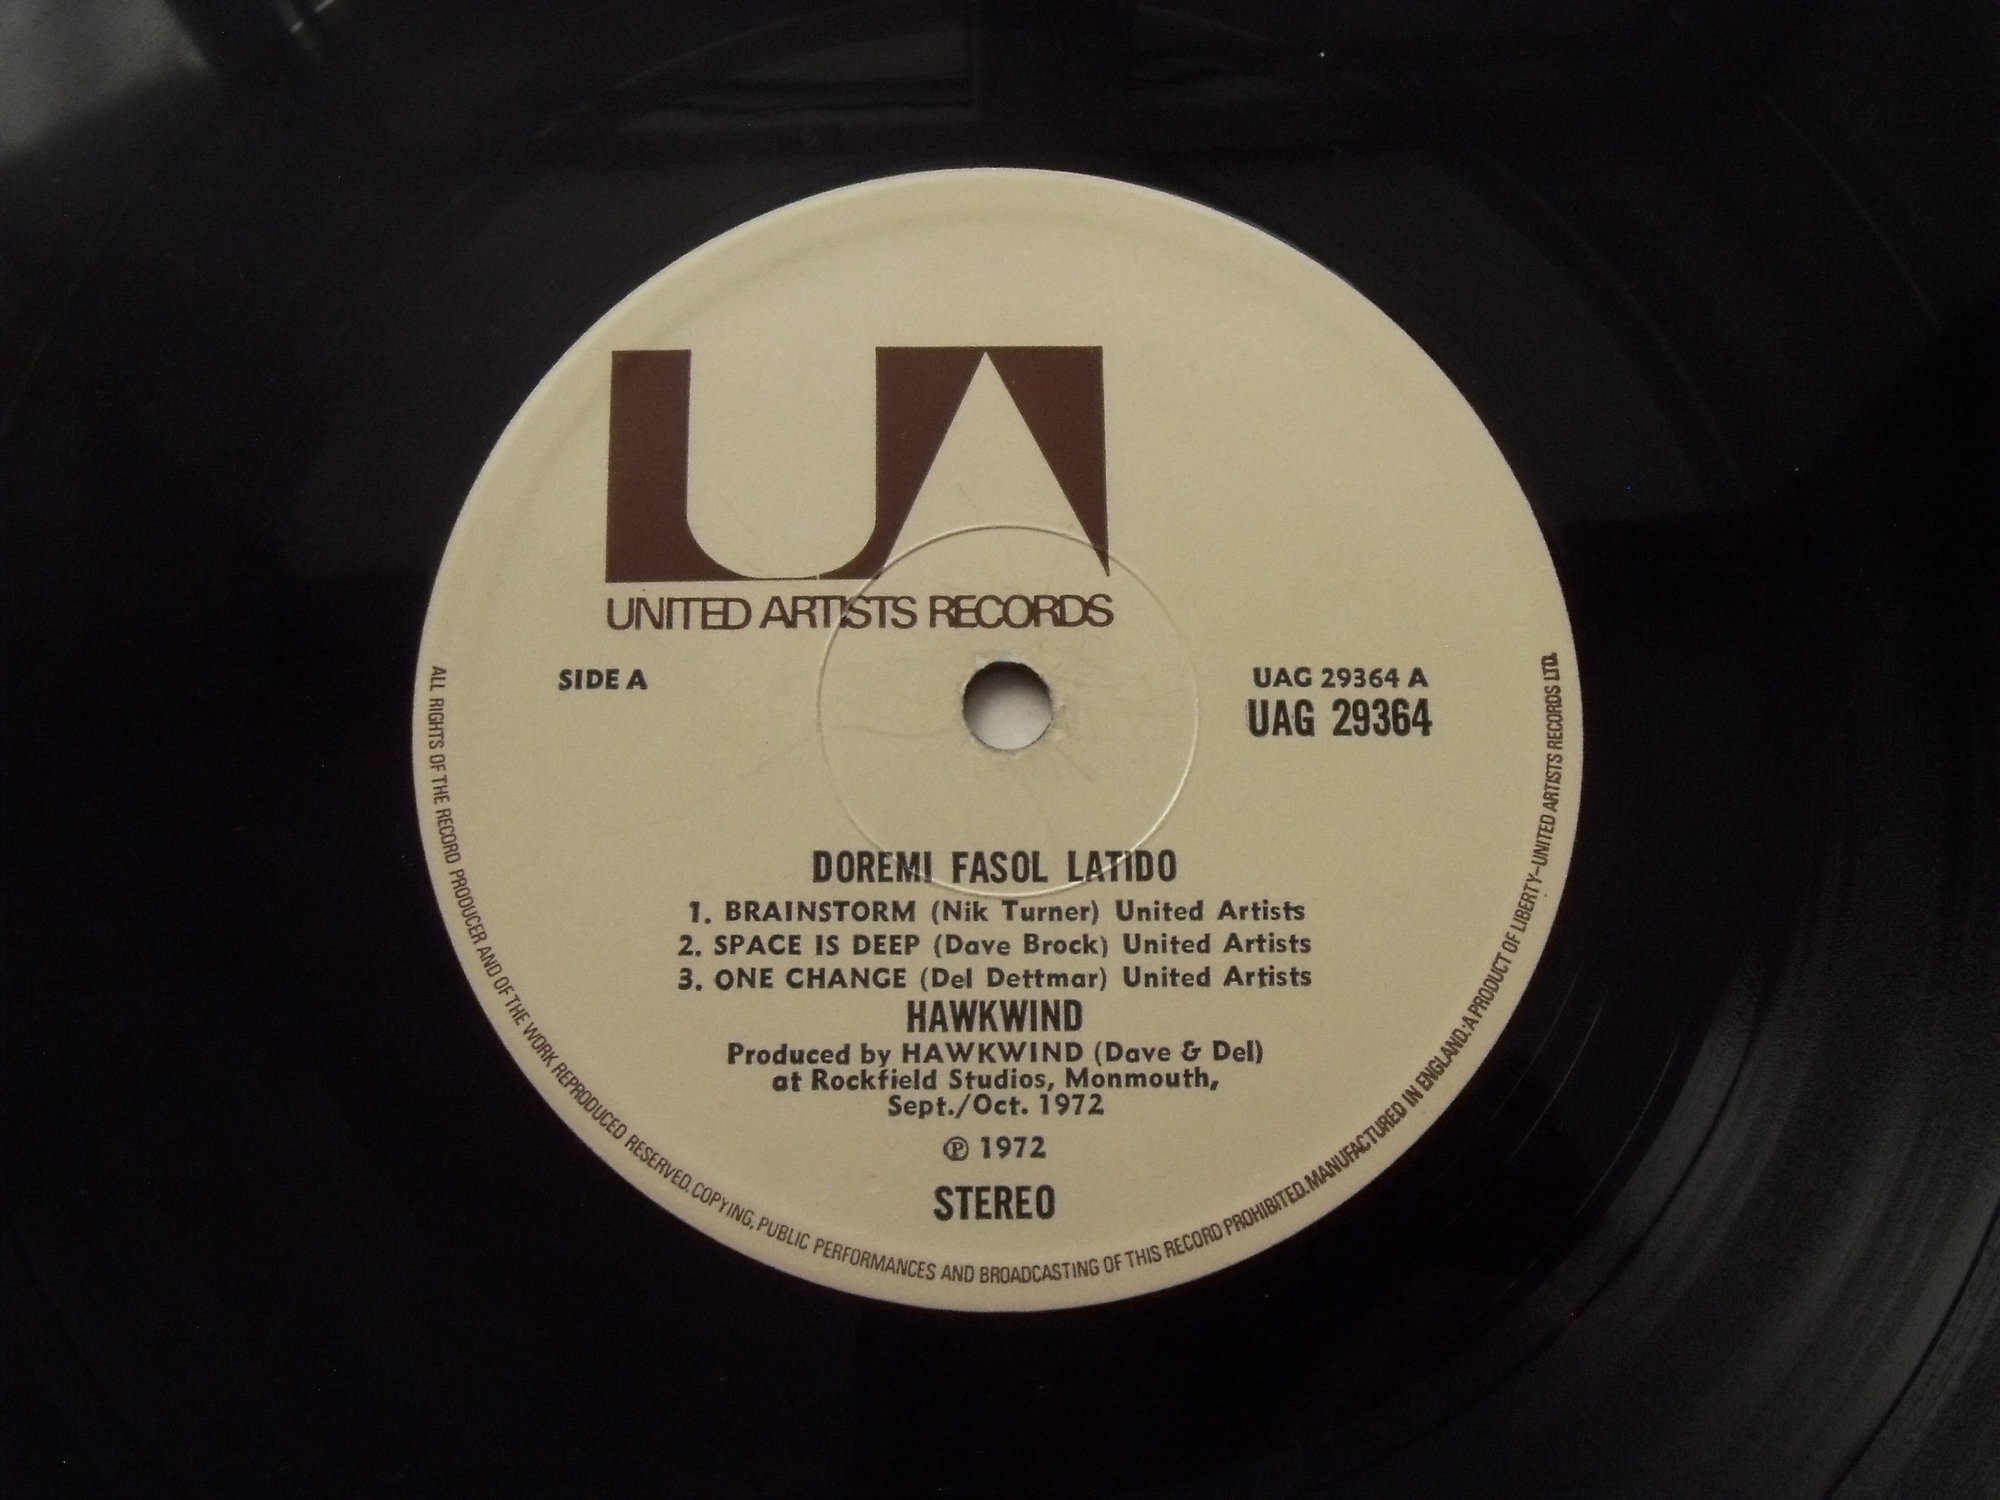 UA
UNITED ARTISTS RECORDS
SIDE A
UAG 29364 A
UAG 29364
DOREMI FASOL LATIDO
1. BRAINSTORM (Nik Turner) United Artists
2. SPACE IS DEEP (Dave Brock) United Artists
3. ONE CHANGE (Del Dettmar) United Artists
HAWKWIND
Produced by HAWKWIND (Dave & Del)
at Rockfield Studios, Monmouth,
Sept./Oct. 1972
℗ 1972
STEREO
ALL RIGHTS OF THE RECORD PRODUCER AND OF THE WORK REPRODUCED RESERVED. COPYING, PUBLIC PERFORMANCES AND BROADCASTING OF THIS RECORD PROHIBITED. MANUFACTURED IN ENGLAND. A PRODUCT OF LIBERTY–UNITED ARTISTS RECORDS LTD.